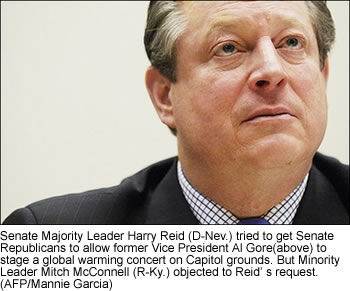 Senate Majority Leader Harry Reid (D-Nev.) tried to get Senate
Republicans to allow former Vice President Al Gore(above) to
stage a global warming concert on Capitol grounds. But Minority
Leader Mitch McConnell (R-Ky.) objected to Reid’ s request.
(AFP/Mannie Garcia)